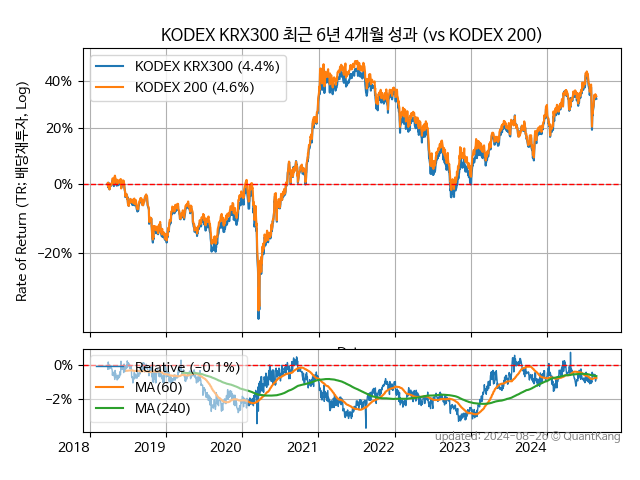 KODEX KRX300 최근 6년 4개월 성과 (vs KODEX 200)
KODEX KRX300 (4.4%)
KODEX 200 (4.6%)
40%
20%
0%
−20%
Rate of Return (TR: 배당재투자, Log)
Relative (−0.1%)
MA(60)
MA(240)
0%
−2%
updated: 2024-08-26 © QuantKang
2018
2019
2020
2021
2022
2023
2024